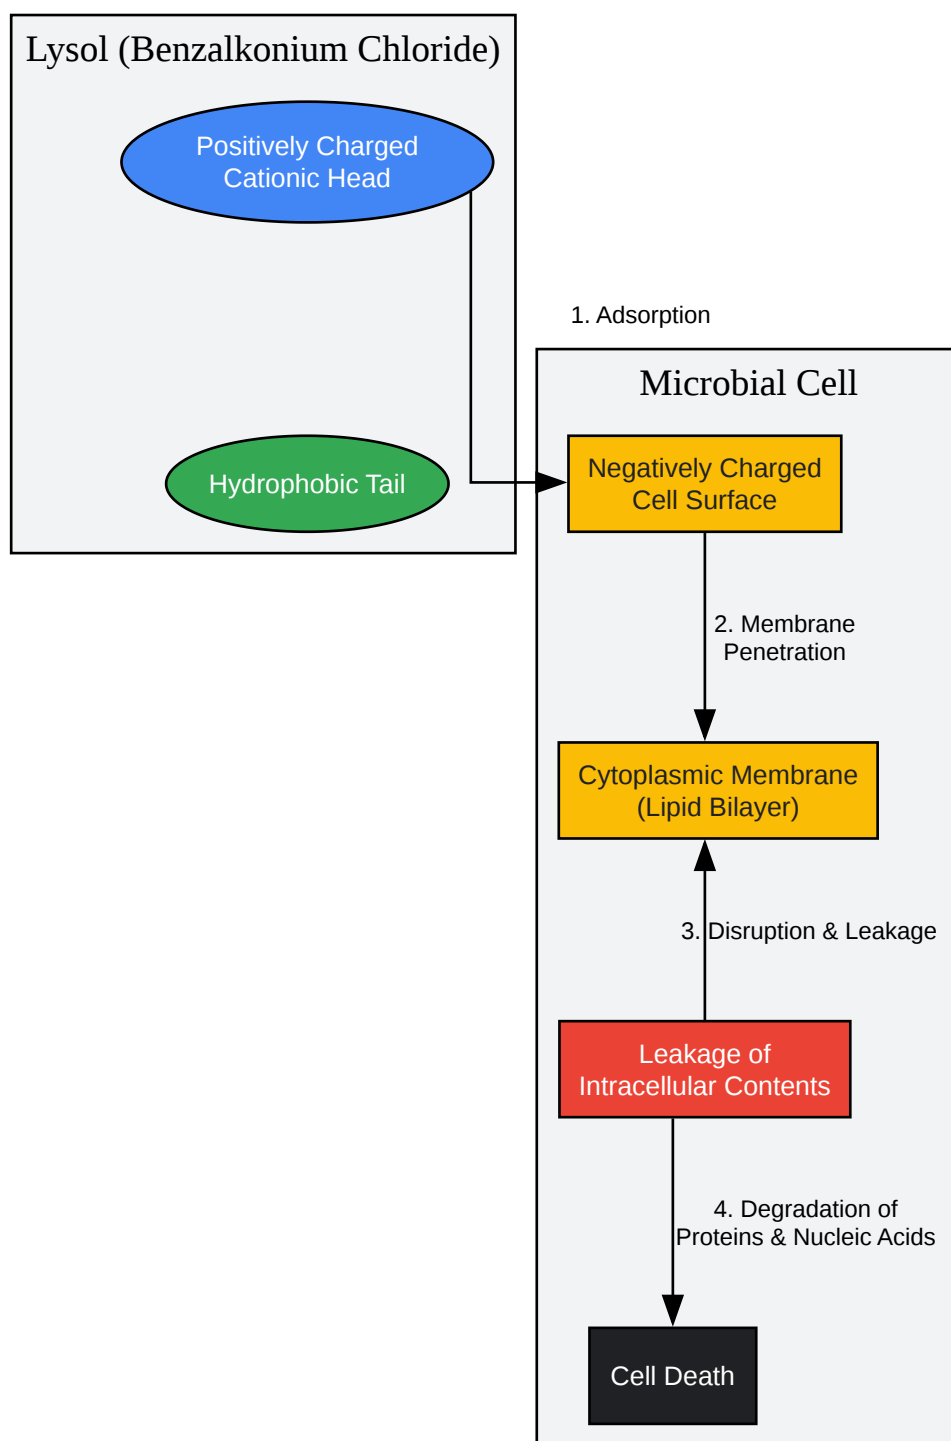 Lysol (Benzalkonium Chloride)
Positively Charged
Cationic Head
Hydrophobic Tail
1. Adsorption
Microbial Cell
Negatively Charged
Cell Surface
2. Membrane
Penetration
Cytoplasmic Membrane
(Lipid Bilayer)
3. Disruption & Leakage
Leakage of
Intracellular Contents
4. Degradation of
Proteins & Nucleic Acids
Cell Death